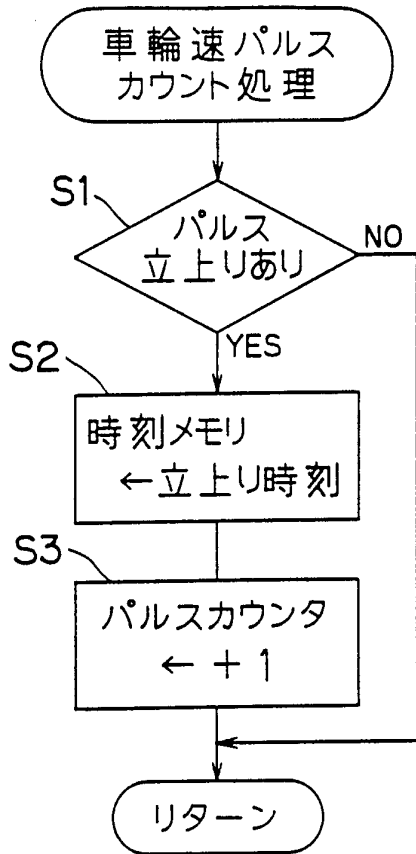 車輪速パルス
カウント処理
S1
パルス
立上りあり
NO
YES
S2
時刻メモリ
←立上り時刻
S3
パルスカウンタ
← + 1
リターン